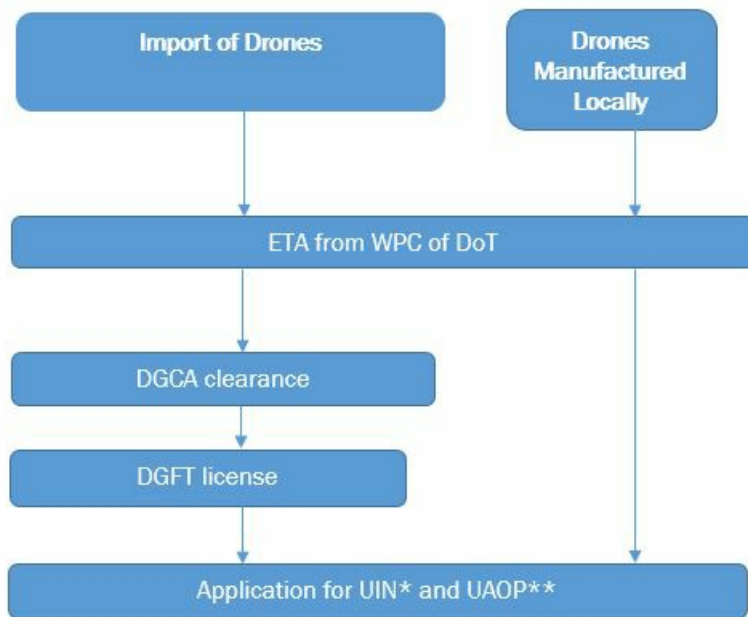 Import of Drones
Drones
Manufactured
Locally
ETA from WPC of DoT
DGCA clearance
DGFT license
Application for UIN* and UAOP**